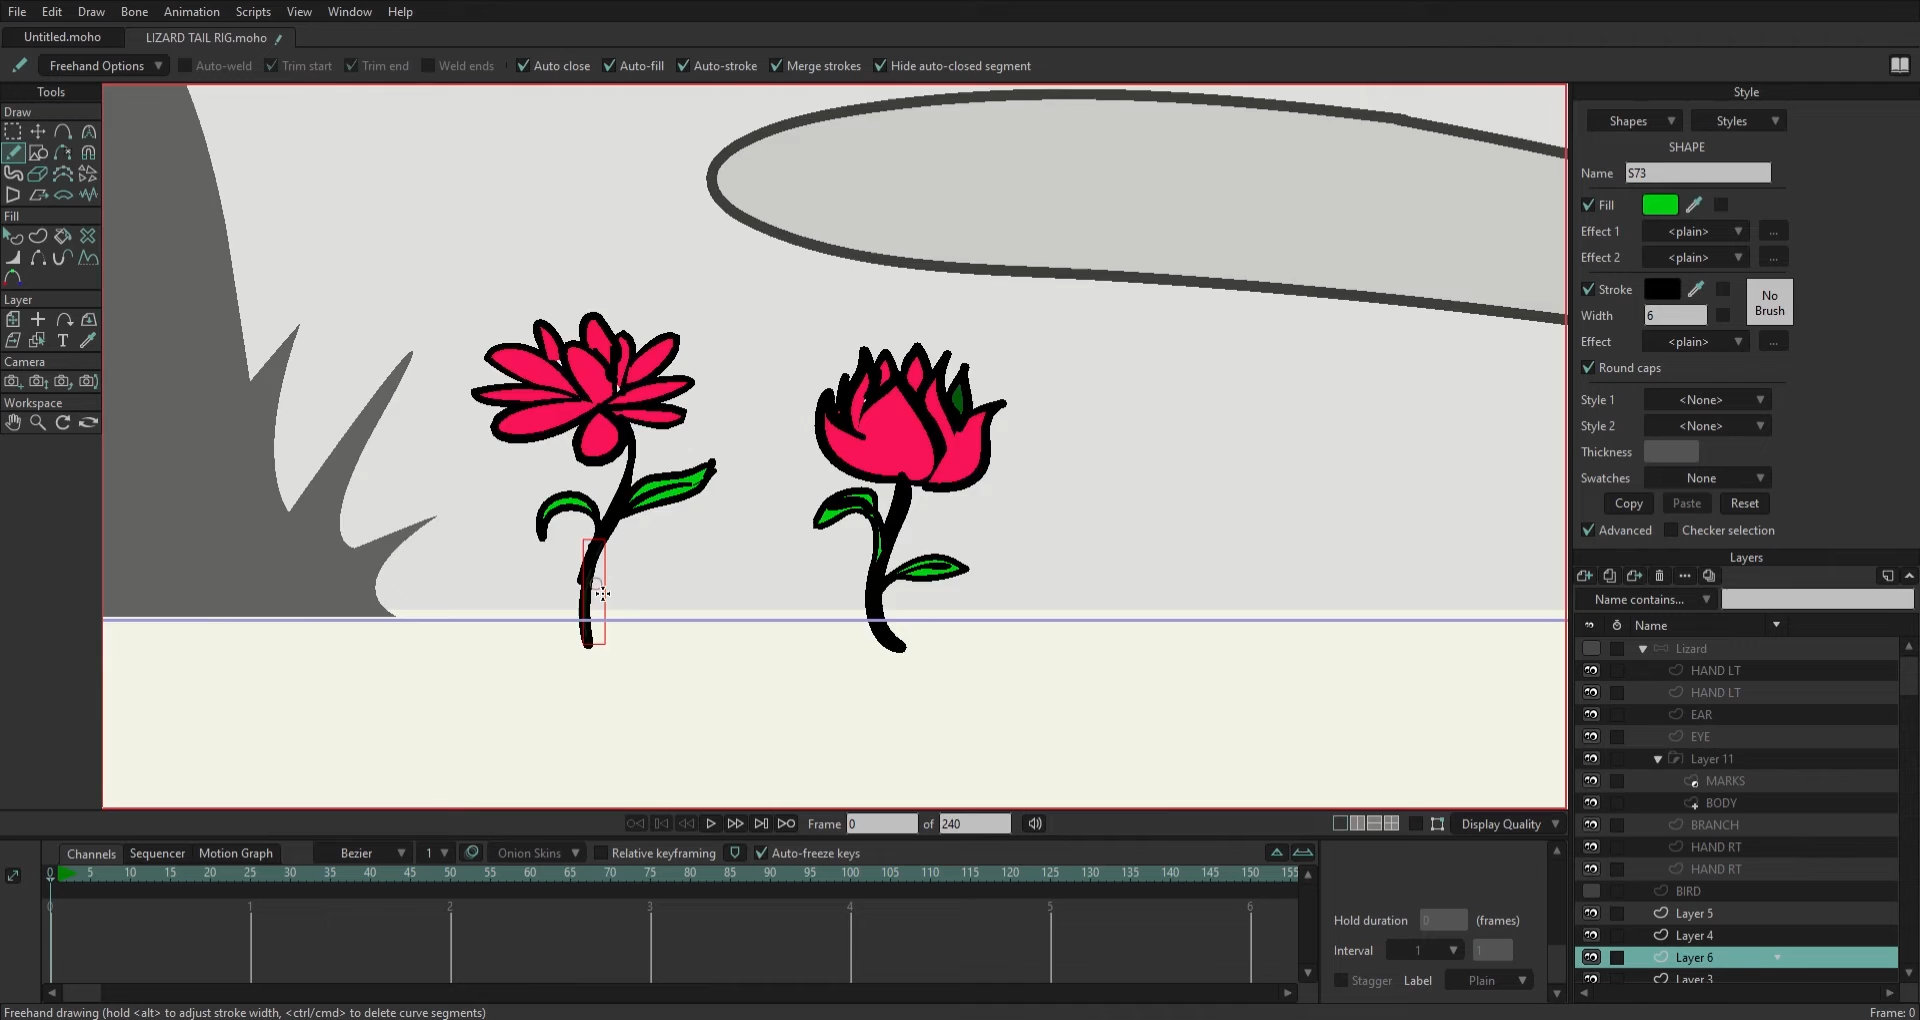 File Edit Draw Bone Animation Scripts View Window Help
Untitled.moho LIZARD TAIL RIG.moho
Freehand Options Auto-weld Trim start Trim end Weld ends Auto close Auto-fill Auto-stroke Merge strokes Hide auto-closed segment
Tools
Draw
Fill
Layer
Camera
Workspace
Style
Shapes Styles
SHAPE
Name S73
Fill
Effect 1 <plain> ...
Effect 2 <plain> ...
Stroke
No Brush
Width 6
Effect <plain> ...
Round caps
Style 1 <None>
Style 2 <None>
Thickness
Swatches None
Copy Paste Reset
Advanced Checker selection
Layers
Name contains...
Name
Lizard
HAND LT
HAND LT
EAR
EYE
Layer 11
MARKS
BODY
BRANCH
HAND RT
HAND RT
BIRD
Layer 5
Layer 4
Layer 6
Layer 3
Frame 0 of 240 Display Quality
Channels Sequencer Motion Graph Bezier 1 Onion Skins Relative keyframing Auto-freeze keys
0 5 10 15 20 25 30 35 40 45 50 55 60 65 70 75 80 85 90 95 100 105 110 115 120 125 130 135 140 145 150 155
0 1 2 3 4 5 6
Hold duration 0 (frames)
Interval 1 1
Stagger Label Plain
Freehand drawing (hold <alt> to adjust stroke width, <ctrl/cmd> to delete curve segments) Frame: 0